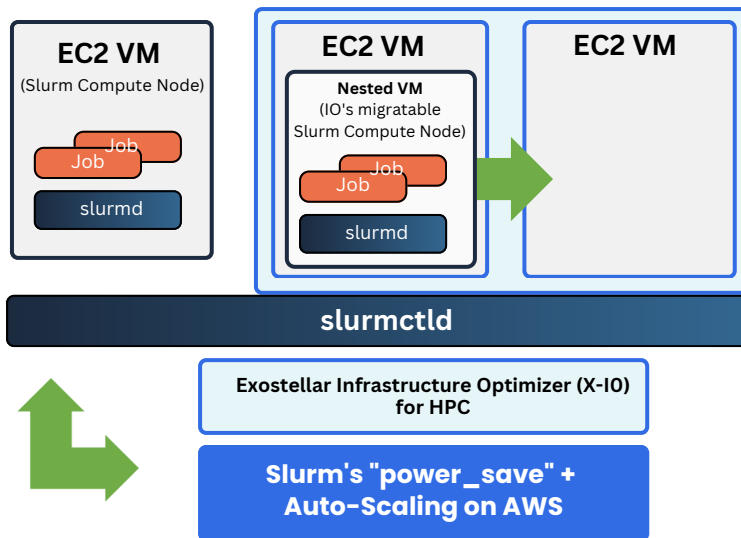 EC2 VM
(Slurm Compute Node)
Job
Job
slurmd
EC2 VM
Nested VM
(IO's migratable
Slurm Compute Node)
Job
Job
slurmd
EC2 VM
slurmctld
Exostellar Infrastructure Optimizer (X-IO)
for HPC
Slurm's "power_save" +
Auto-Scaling on AWS